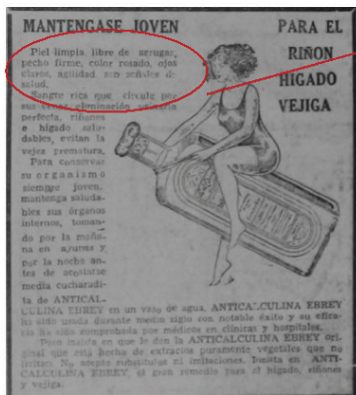 MANTENGASE JOVEN
PARA EL
RIÑON
HIGADO
VEJIGA
Piel limpia, libre de arrugas,
pecho firme, color rosado, ojos
claros, agilidad son señales de
salud.
Sangre rica que circule por
sus venas, eliminación urinaria
perfecta, riñones
e hígado salu-
dables, evitan la
vejez prematura.
Para conservar
su organismo
siempre joven,
mantenga saluda-
bles sus órganos
internos, toman-
do por la maña-
na en ayunas y
por la noche an-
tes de acostarse
media cucharadi-
ta de ANTICAL-
CULINA EBREY en un vaso de agua. ANTICALCULINA EBREY
ha sido usada durante medio siglo con notable éxito y su efica-
cia ha sido comprobada por médicos en clínicas y hospitales.
Pero insista en que le den la ANTICALCULINA EBREY ori-
ginal que está hecha de extractos puramente vegetales que no
irritan. No acepte substitutos ni imitaciones. Insista en ANTI-
CALCULINA EBREY, el gran remedio para el hígado, riñones
y vejiga.